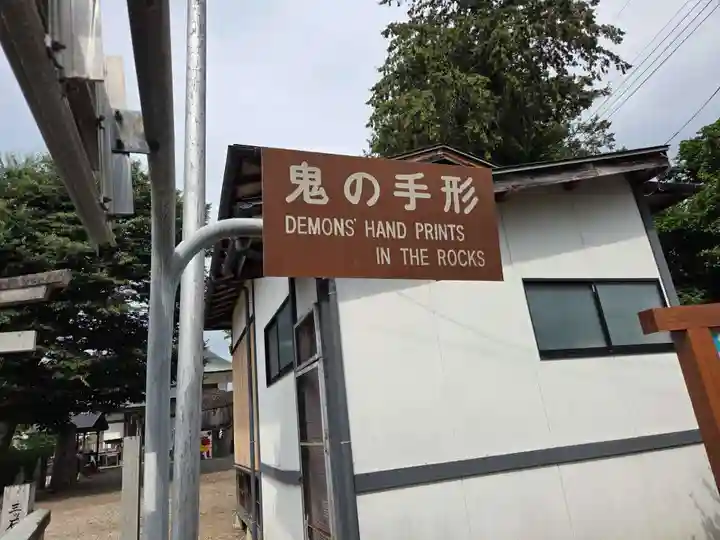 鬼の手形
DEMONS' HAND PRINTS
IN THE ROCKS